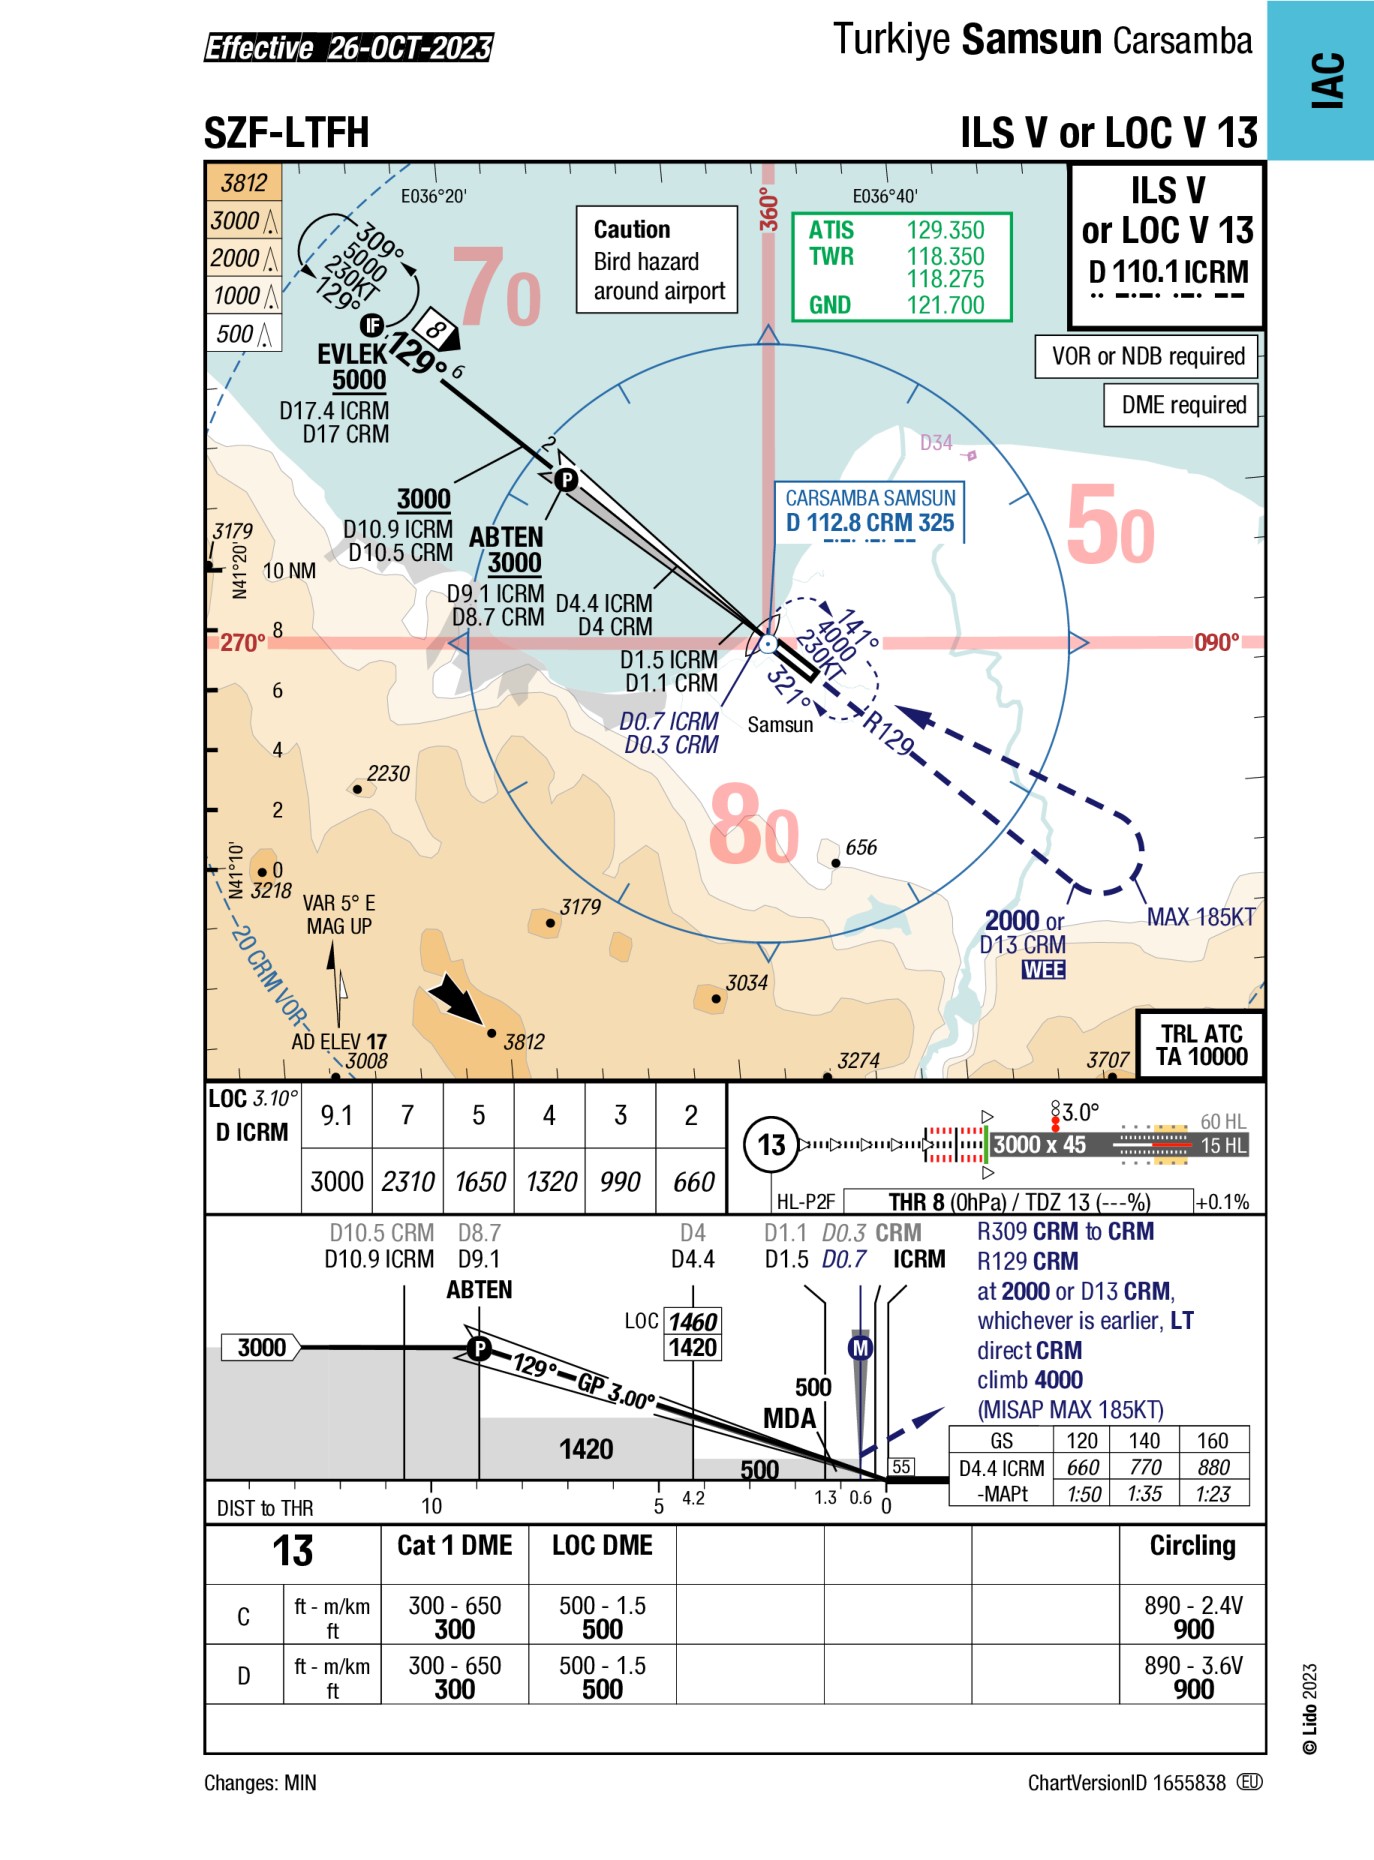 Effective 26-OCT-2023
Turkiye Samsun Carsamba
IAC
SZF-LTFH
ILS V or LOC V 13
3812
3000
2000
1000
500
E036°20'
E036°40'
360°
309°
5000
230KT
129°
70
Caution
Bird hazard
around airport
ATIS 129.350
TWR 118.350
118.275
GND 121.700
ILS V
or LOC V 13
D 110.1 ICRM
VOR or NDB required
DME required
IF
8
129°
6
EVLEK
5000
D17.4 ICRM
D17 CRM
2
P
D34
CARSAMBA SAMSUN
D 112.8 CRM 325
50
3000
D10.9 ICRM
D10.5 CRM
ABTEN
3000
D9.1 ICRM
D8.7 CRM
3179
N41°20'
10 NM
D4.4 ICRM
D4 CRM
8
270°
090°
141°
4000
230KT
321°
D1.5 ICRM
D1.1 CRM
6
D0.7 ICRM
D0.3 CRM
Samsun
R129
4
2230
2
80
656
N41°10'
0
3218
VAR 5° E
MAG UP
3179
2000 or
D13 CRM
WEE
MAX 185KT
20 CRM VOR
3034
AD ELEV 17
3008
3812
3274
3707
TRL ATC
TA 10000
LOC 3.10°
D ICRM
9.1 7 5 4 3 2
3000 2310 1650 1320 990 660
13
3.0°
60 HL
3000 x 45
15 HL
HL-P2F
THR 8 (0hPa) / TDZ 13 (---%)
+0.1%
D10.5 CRM D8.7 D4 D1.1 D0.3 CRM
D10.9 ICRM D9.1 D4.4 D1.5 D0.7 ICRM
ABTEN
R309 CRM to CRM
R129 CRM
at 2000 or D13 CRM,
whichever is earlier, LT
direct CRM
climb 4000
(MISAP MAX 185KT)
LOC 1460
1420
3000
P
129°
GP 3.00°
M
500
MDA
1420
500
55
GS 120 140 160
D4.4 ICRM 660 770 880
-MAPt 1:50 1:35 1:23
DIST to THR 10 5 4.2 1.3 0.6 0
13 Cat 1 DME LOC DME Circling
C ft - m/km 300 - 650 500 - 1.5 890 - 2.4V
ft 300 500 900
D ft - m/km 300 - 650 500 - 1.5 890 - 3.6V
ft 300 500 900
© Lido 2023
Changes: MIN
ChartVersionID 1655838 EU